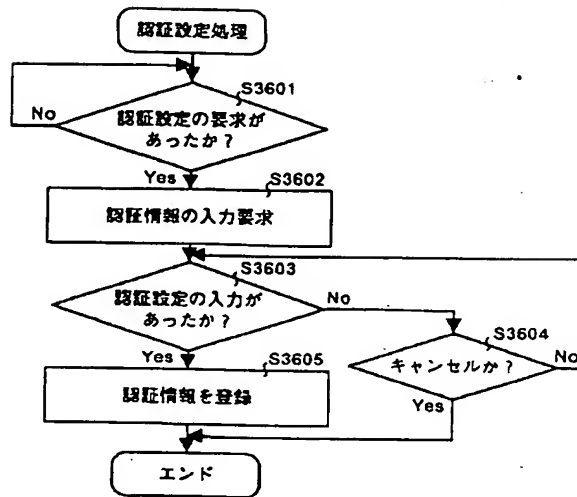 認証設定処理
S3601
認証設定の要求が
あったか？
No
Yes
S3602
認証情報の入力要求
S3603
認証設定の入力が
あったか？
No
Yes
S3604
キャンセルか？
No
Yes
S3605
認証情報を登録
エンド